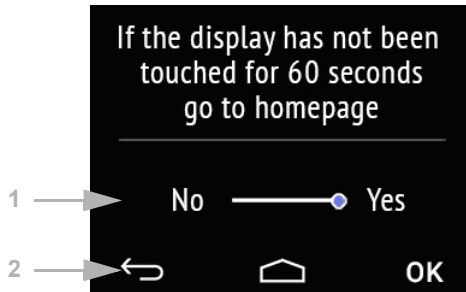 If the display has not been
touched for 60 seconds
go to homepage
1 No Yes
2 OK